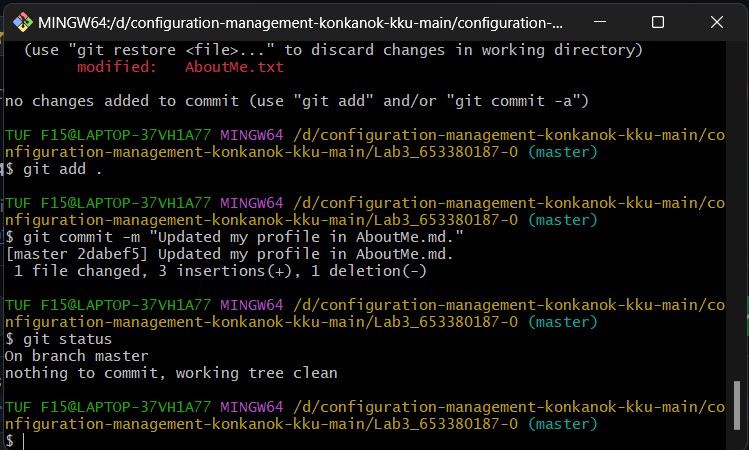 MINGW64:/d/configuration-management-konkanok-kku-main/configuration-...
(use "git restore <file>..." to discard changes in working directory)
modified:   AboutMe.txt
no changes added to commit (use "git add" and/or "git commit -a")
TUF F15@LAPTOP-37VH1A77 MINGW64 /d/configuration-management-konkanok-kku-main/co
nfiguration-management-konkanok-kku-main/Lab3_653380187-0 (master)
$ git add .
TUF F15@LAPTOP-37VH1A77 MINGW64 /d/configuration-management-konkanok-kku-main/co
nfiguration-management-konkanok-kku-main/Lab3_653380187-0 (master)
$ git commit -m "Updated my profile in AboutMe.md."
[master 2dabef5] Updated my profile in AboutMe.md.
1 file changed, 3 insertions(+), 1 deletion(-)
TUF F15@LAPTOP-37VH1A77 MINGW64 /d/configuration-management-konkanok-kku-main/co
nfiguration-management-konkanok-kku-main/Lab3_653380187-0 (master)
$ git status
On branch master
nothing to commit, working tree clean
TUF F15@LAPTOP-37VH1A77 MINGW64 /d/configuration-management-konkanok-kku-main/co
nfiguration-management-konkanok-kku-main/Lab3_653380187-0 (master)
$